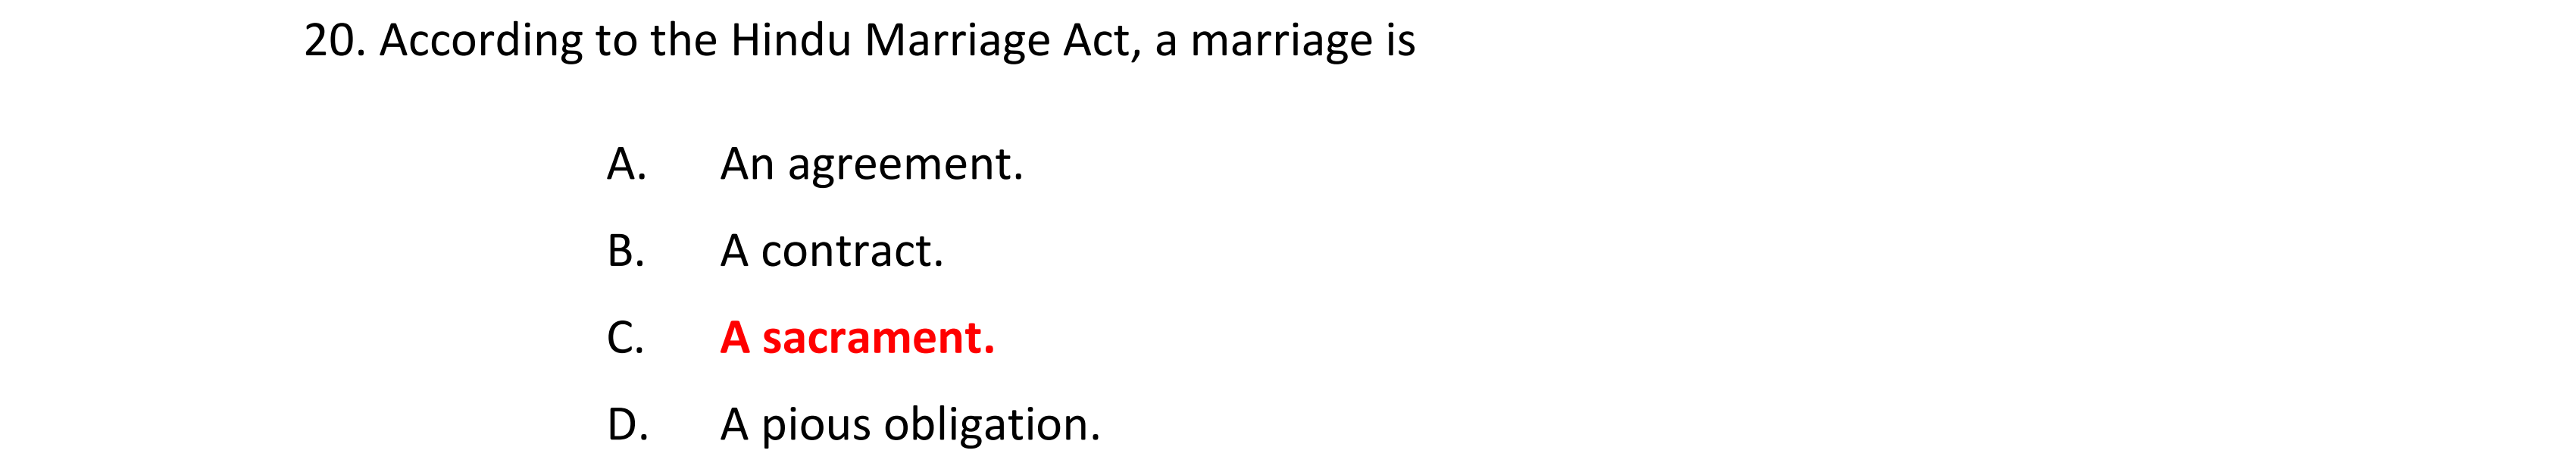 20. According to the Hindu Marriage Act, a marriage is
A. An agreement.
B. A contract.
C. A sacrament.
D. A pious obligation.